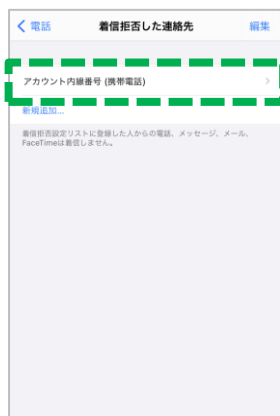 電話 着信拒否した連絡先 編集
アカウント内線番号 (携帯電話)
新規追加...
着信拒否設定リストに登録した人からの電話、メッセージ、メール、
FaceTimeは着信しません。